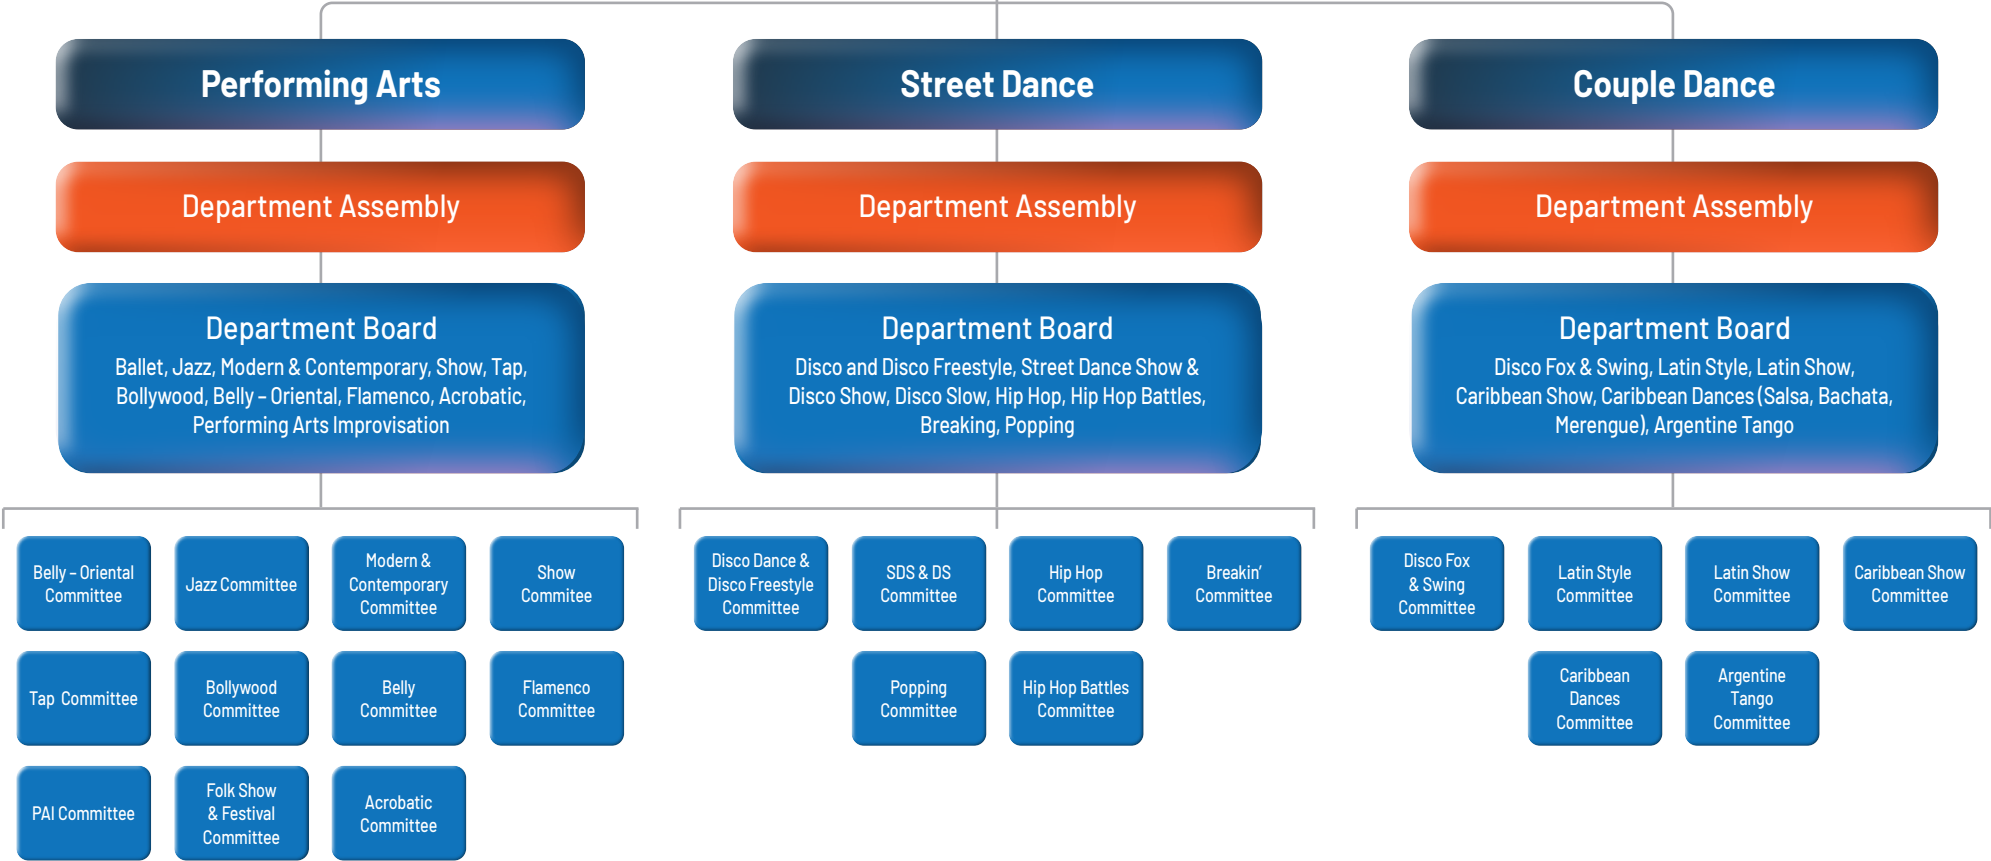 Performing Arts
Department Assembly
Department Board
Ballet, Jazz, Modern & Contemporary, Show, Tap,
Bollywood, Belly – Oriental, Flamenco, Acrobatic,
Performing Arts Improvisation
Belly – Oriental
Committee
Jazz Committee
Modern &
Contemporary
Committee
Show
Commitee
Tap Committee
Bollywood
Committee
Belly
Committee
Flamenco
Committee
PAI Committee
Folk Show
& Festival
Committee
Acrobatic
Committee
Street Dance
Department Assembly
Department Board
Disco and Disco Freestyle, Street Dance Show &
Disco Show, Disco Slow, Hip Hop, Hip Hop Battles,
Breaking, Popping
Disco Dance &
Disco Freestyle
Committee
SDS & DS
Committee
Hip Hop
Committee
Breakin’
Committee
Popping
Committee
Hip Hop Battles
Committee
Couple Dance
Department Assembly
Department Board
Disco Fox & Swing, Latin Style, Latin Show,
Caribbean Show, Caribbean Dances (Salsa, Bachata,
Merengue), Argentine Tango
Disco Fox
& Swing
Committee
Latin Style
Committee
Latin Show
Committee
Caribbean Show
Committee
Caribbean
Dances
Committee
Argentine
Tango
Committee